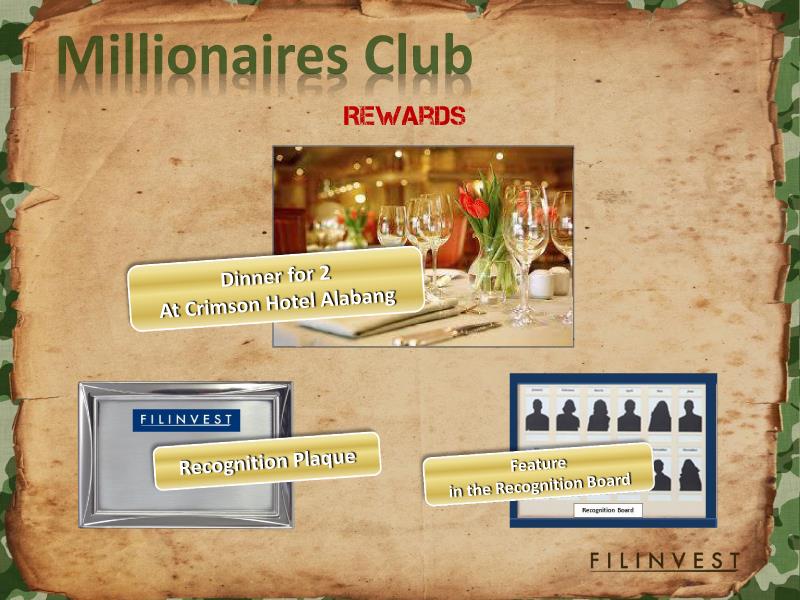 Millionaires Club
REWARDS
Dinner for 2
At Crimson Hotel Alabang
FILINVEST
Recognition Plaque
January February March April May June
Feature
in the Recognition Board
November
Recognition Board
FILINVEST